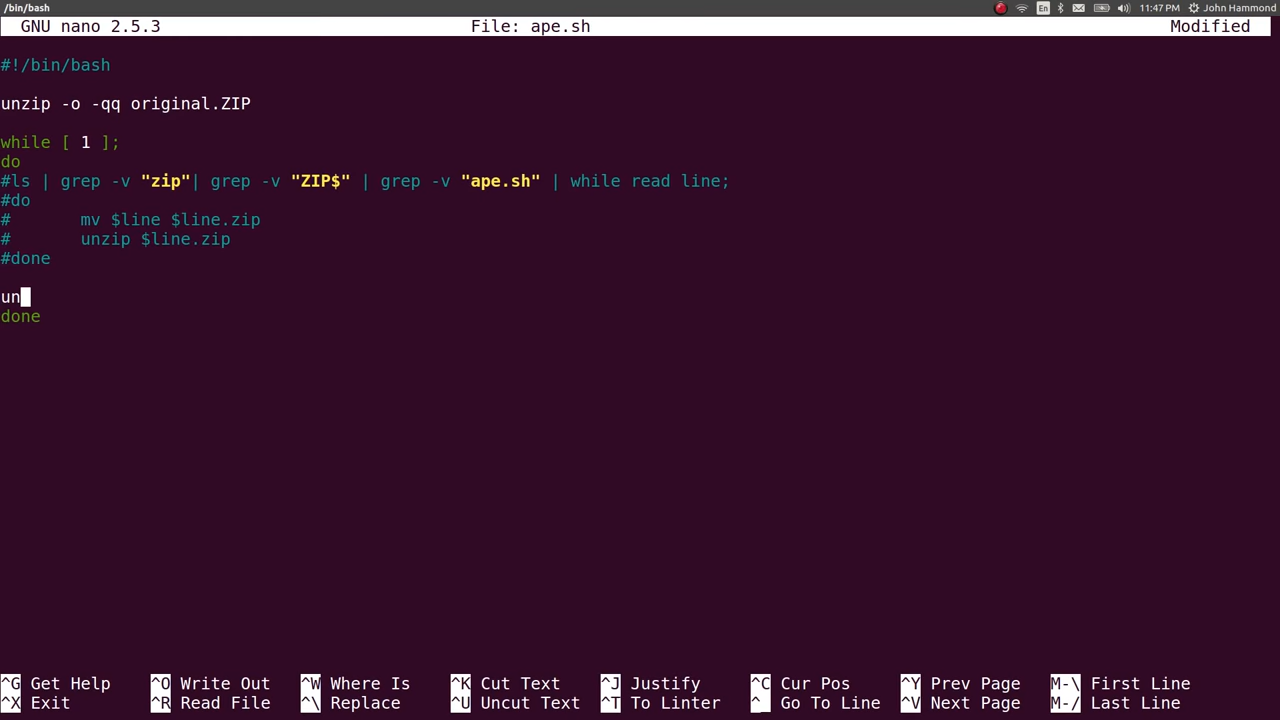 /bin/bash En 11:47 PM John Hammond
GNU nano 2.5.3 File: ape.sh Modified
#!/bin/bash
unzip -o -qq original.ZIP
while [ 1 ];
do
#ls | grep -v "zip"| grep -v "ZIP$" | grep -v "ape.sh" | while read line;
#do
# mv $line $line.zip
# unzip $line.zip
#done
un
done
^G Get Help ^O Write Out ^W Where Is ^K Cut Text ^J Justify ^C Cur Pos ^Y Prev Page M-\ First Line
^X Exit ^R Read File ^\ Replace ^U Uncut Text ^T To Linter ^_ Go To Line ^V Next Page M-/ Last Line